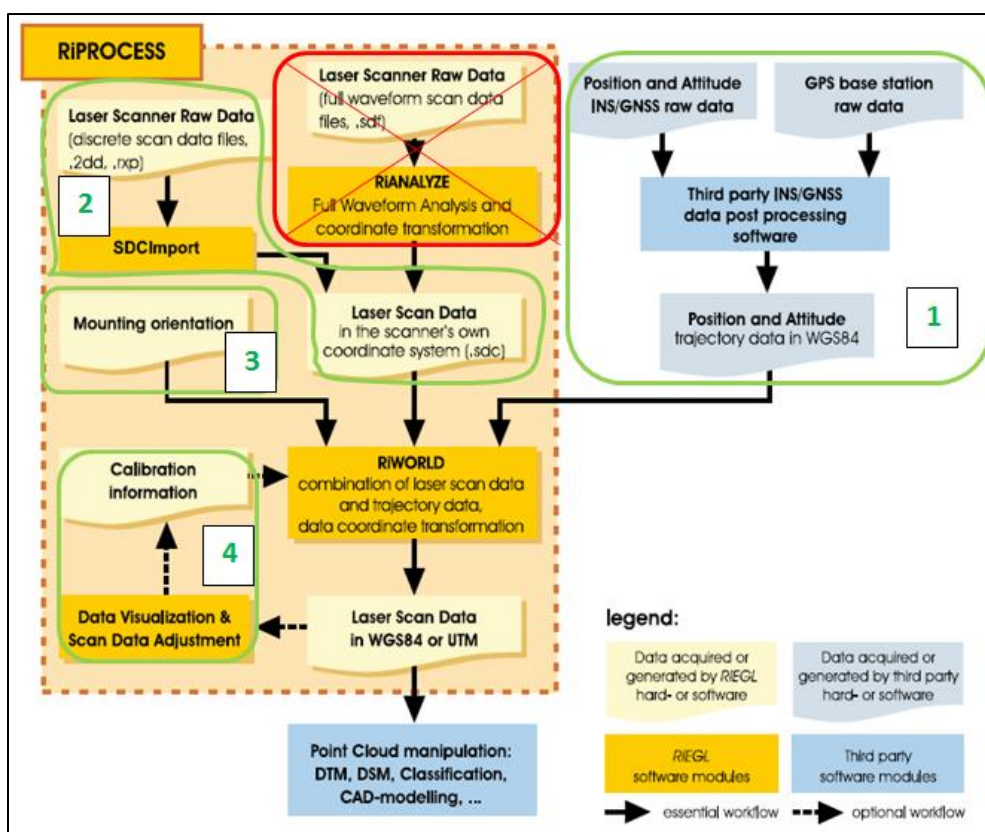 RiPROCESS
Laser Scanner Raw Data
(full waveform scan data
files, .sdf)
Position and Attitude
INS/GNSS raw data
GPS base station
raw data
Laser Scanner Raw Data
(discrete scan data files,
.2dd, .rxp)
2
RiANALYZE
Full Waveform Analysis and
coordinate transformation
Third party INS/GNSS
data post processing
software
SDCImport
Mounting orientation
3
Laser Scan Data
in the scanner's own
coordinate system (.sdc)
Position and Attitude
trajectory data in WGS84
1
Calibration
information
4
RiWORLD
combination of laser scan data
and trajectory data,
data coordinate transformation
Data Visualization &
Scan Data Adjustment
Laser Scan Data
in WGS84 or UTM
Point Cloud manipulation:
DTM, DSM, Classification,
CAD-modelling, ...
legend:
Data acquired or
generated by RIEGL
hard- or software
Data acquired or
generated by third party
hard- or software
RIEGL
software modules
Third party
software modules
essential workflow
optional workflow